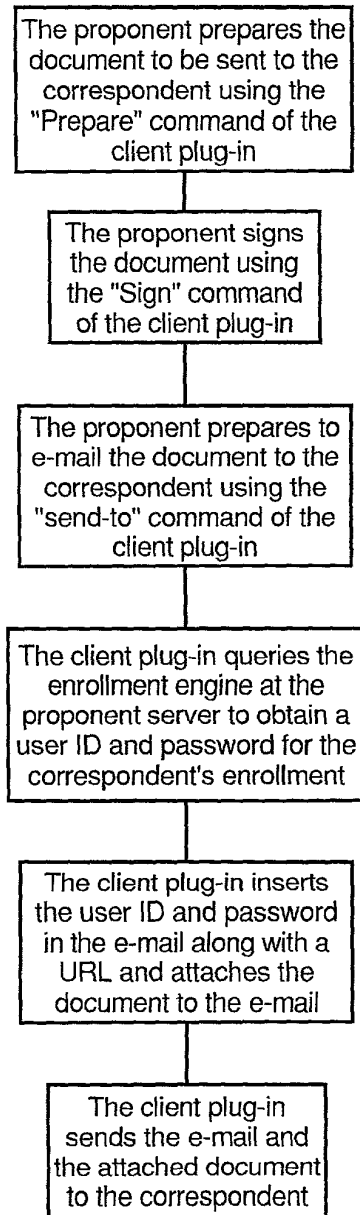 The proponent prepares the
document to be sent to the
correspondent using the
"Prepare" command of the
client plug-in
The proponent signs
the document using
the "Sign" command
of the client plug-in
The proponent prepares to
e-mail the document to the
correspondent using the
"send-to" command of the
client plug-in
The client plug-in queries the
enrollment engine at the
proponent server to obtain a
user ID and password for the
correspondent's enrollment
The client plug-in inserts
the user ID and password
in the e-mail along with a
URL and attaches the
document to the e-mail
The client plug-in
sends the e-mail and
the attached document
to the correspondent